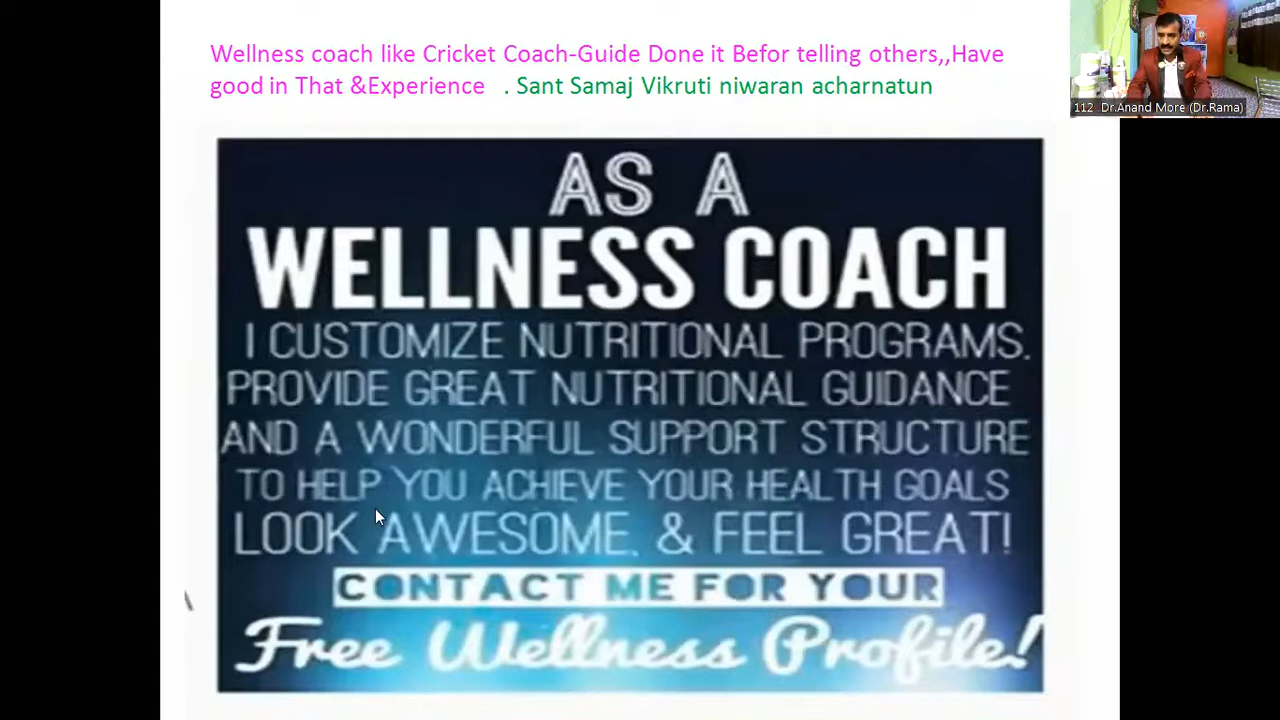 Wellness coach like Cricket Coach-Guide Done it Befor telling others,,Have
good in That &Experience . Sant Samaj Vikruti niwaran acharnatun
112 Dr.Anand More (Dr.Rama)
AS A
WELLNESS COACH
I CUSTOMIZE NUTRITIONAL PROGRAMS,
PROVIDE GREAT NUTRITIONAL GUIDANCE
AND A WONDERFUL SUPPORT STRUCTURE
TO HELP YOU ACHIEVE YOUR HEALTH GOALS
LOOK AWESOME, & FEEL GREAT!
CONTACT ME FOR YOUR
Free Wellness Profile!